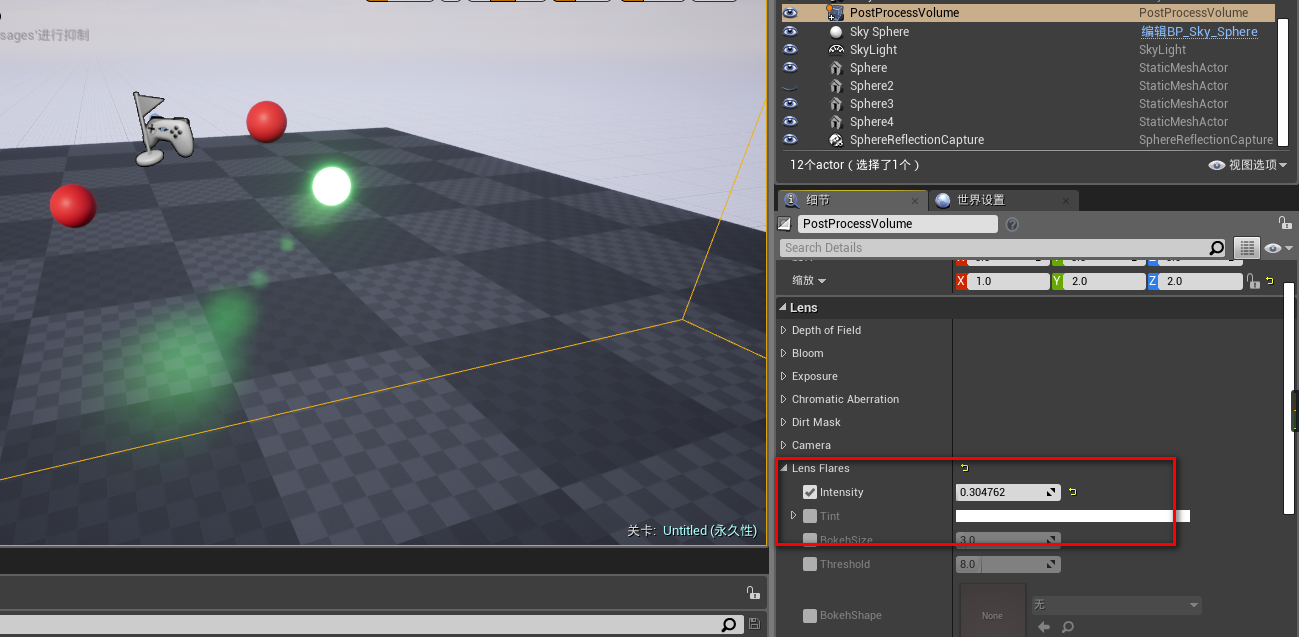 sages'进行抑制
PostProcessVolume PostProcessVolume
Sky Sphere 编辑BP_Sky_Sphere
SkyLight SkyLight
Sphere StaticMeshActor
Sphere2 StaticMeshActor
Sphere3 StaticMeshActor
Sphere4 StaticMeshActor
SphereReflectionCapture SphereReflectionCapture
12个actor ( 选择了1个 ) 视图选项
细节 世界设置
PostProcessVolume
Search Details
缩放 X 1.0 Y 2.0 Z 2.0
Lens
Depth of Field
Bloom
Exposure
Chromatic Aberration
Dirt Mask
Camera
Lens Flares
Intensity 0.304762
Tint
BokehSize 3.0
Threshold 8.0
BokehShape None 无
关卡: Untitled (永久性)